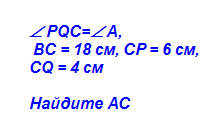 ∠PQC=∠A,
BC = 18 см, CP = 6 см,
CQ = 4 см
Найдите AC